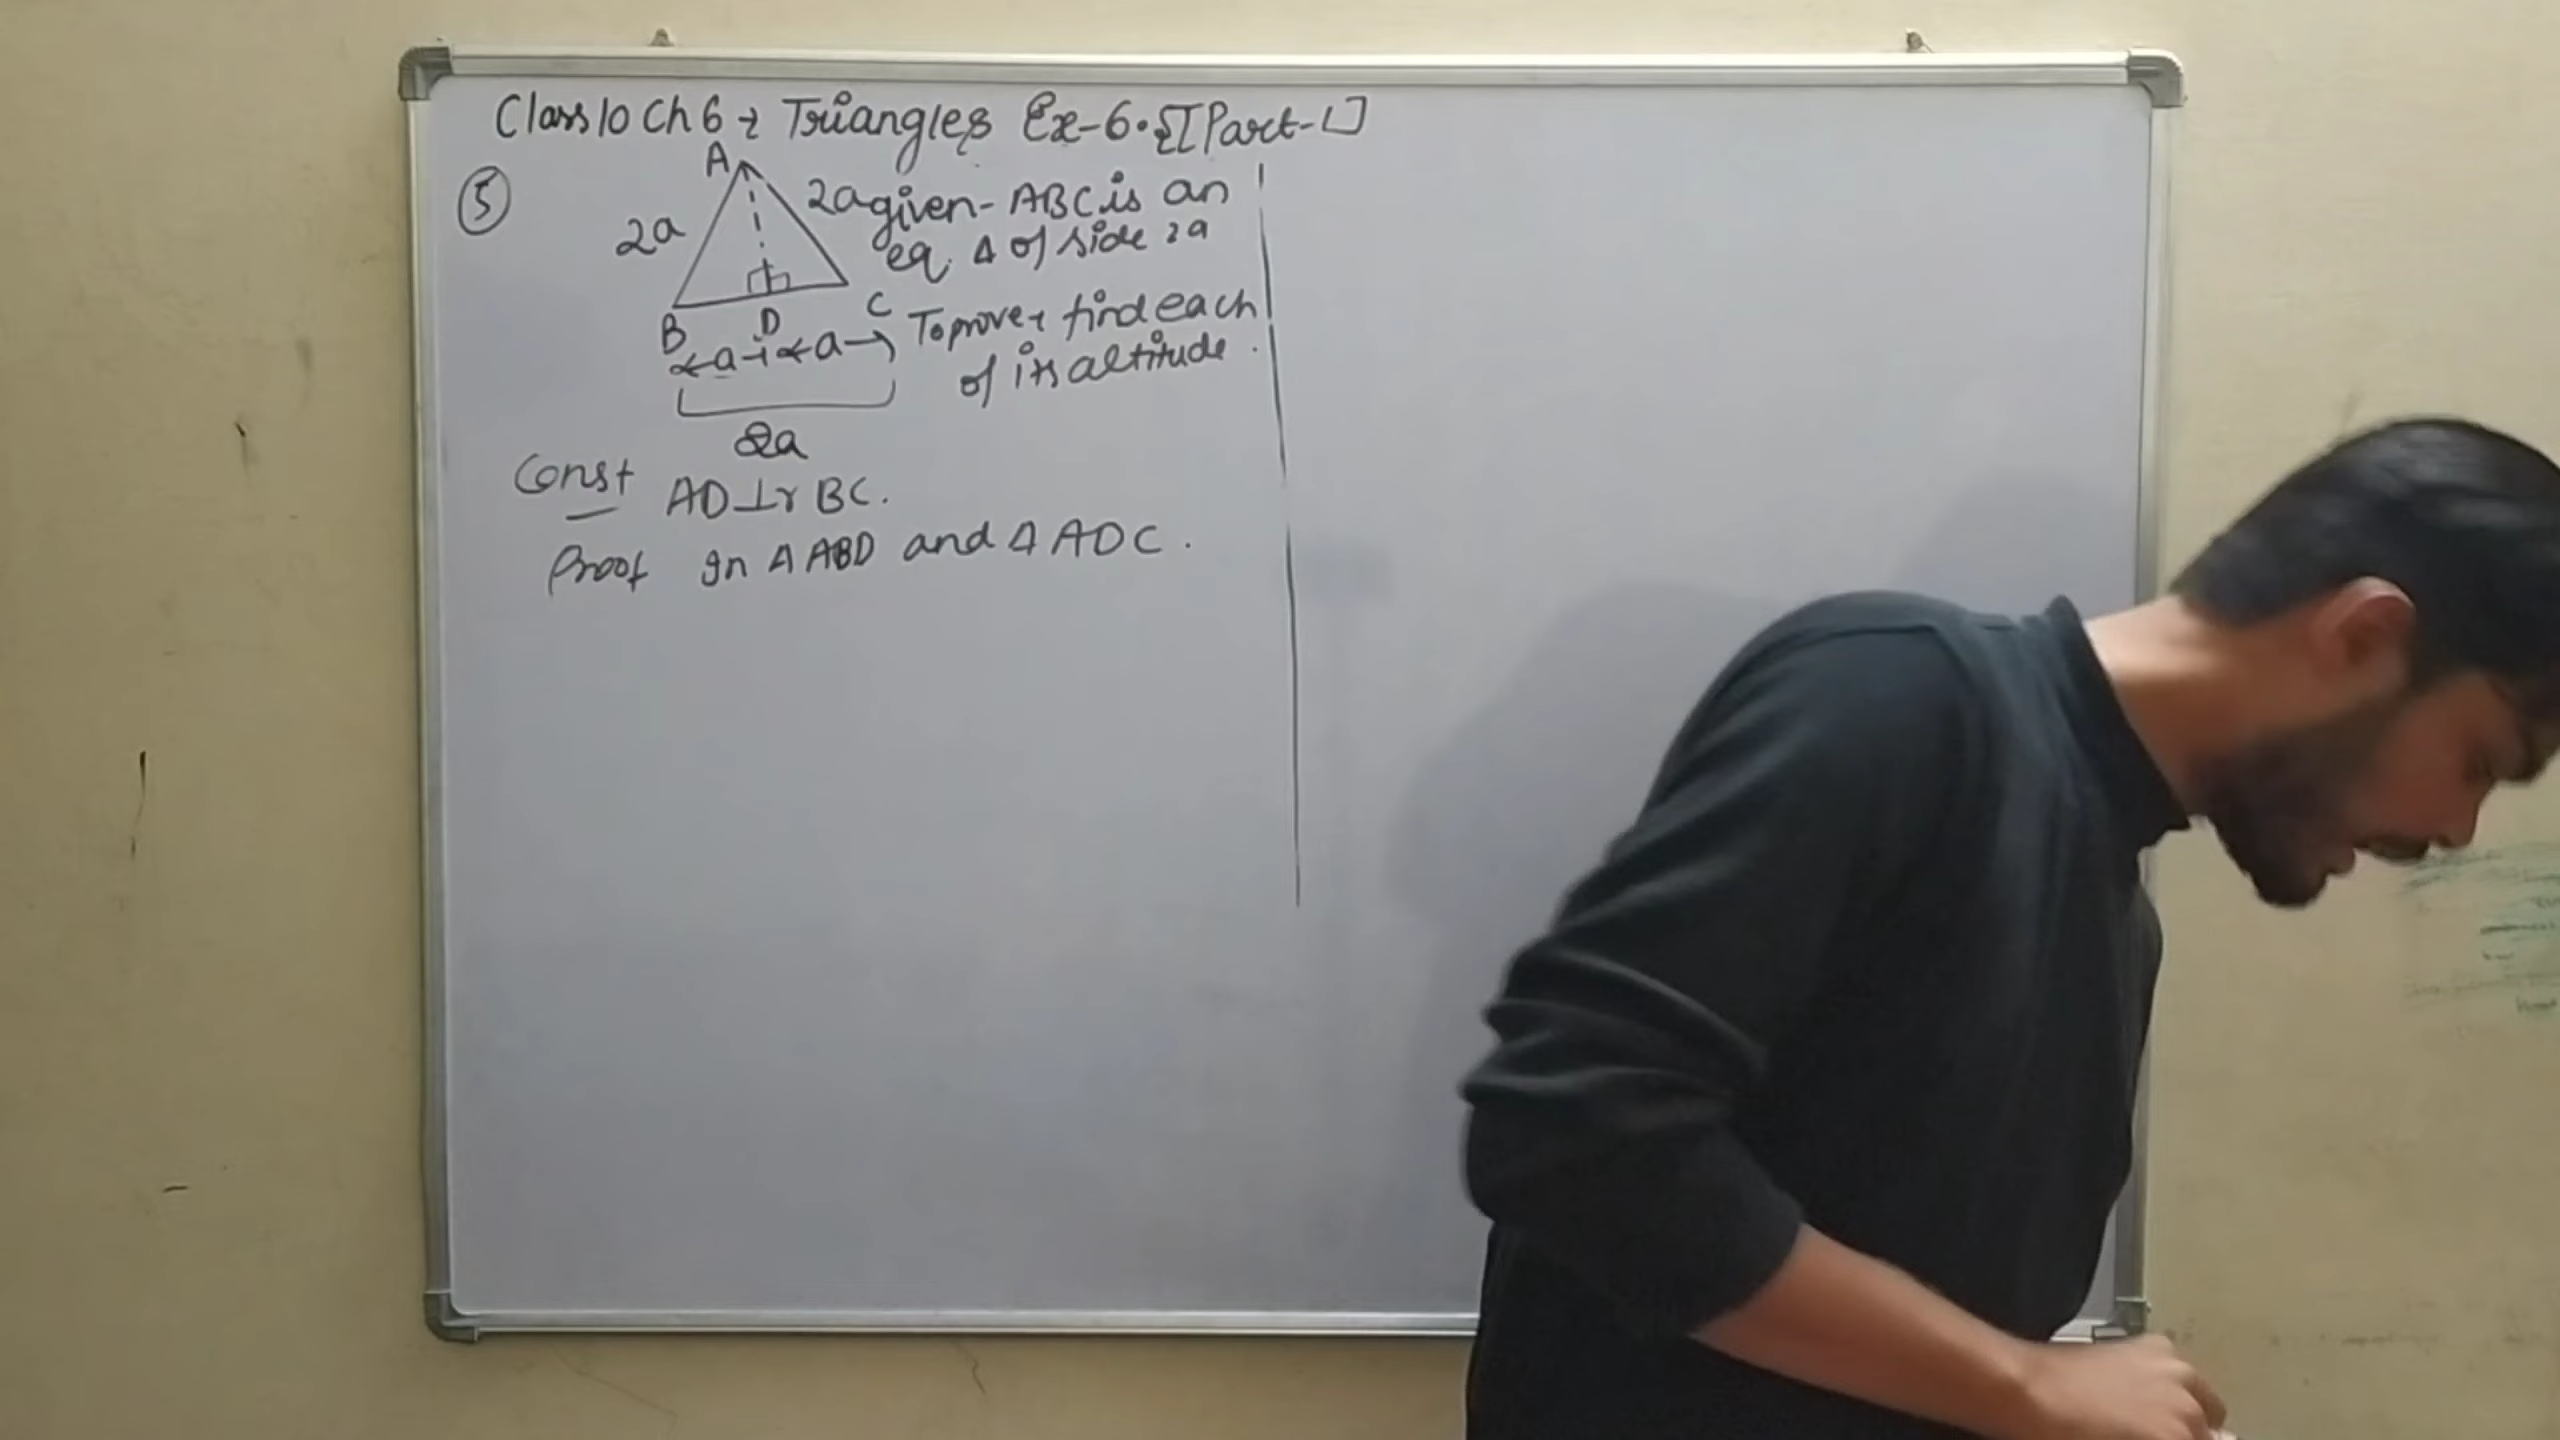 Class 10 Ch 6 → Triangles Ex-6.5 [Part-1]
5
A
2a
2a
B
D
C
a
a
2a
given- ABC is an
eq. Δ of side 2a
To prove → find each
of its altitude.
Const AD⊥r BC.
Proof In Δ ABD and Δ ADC.